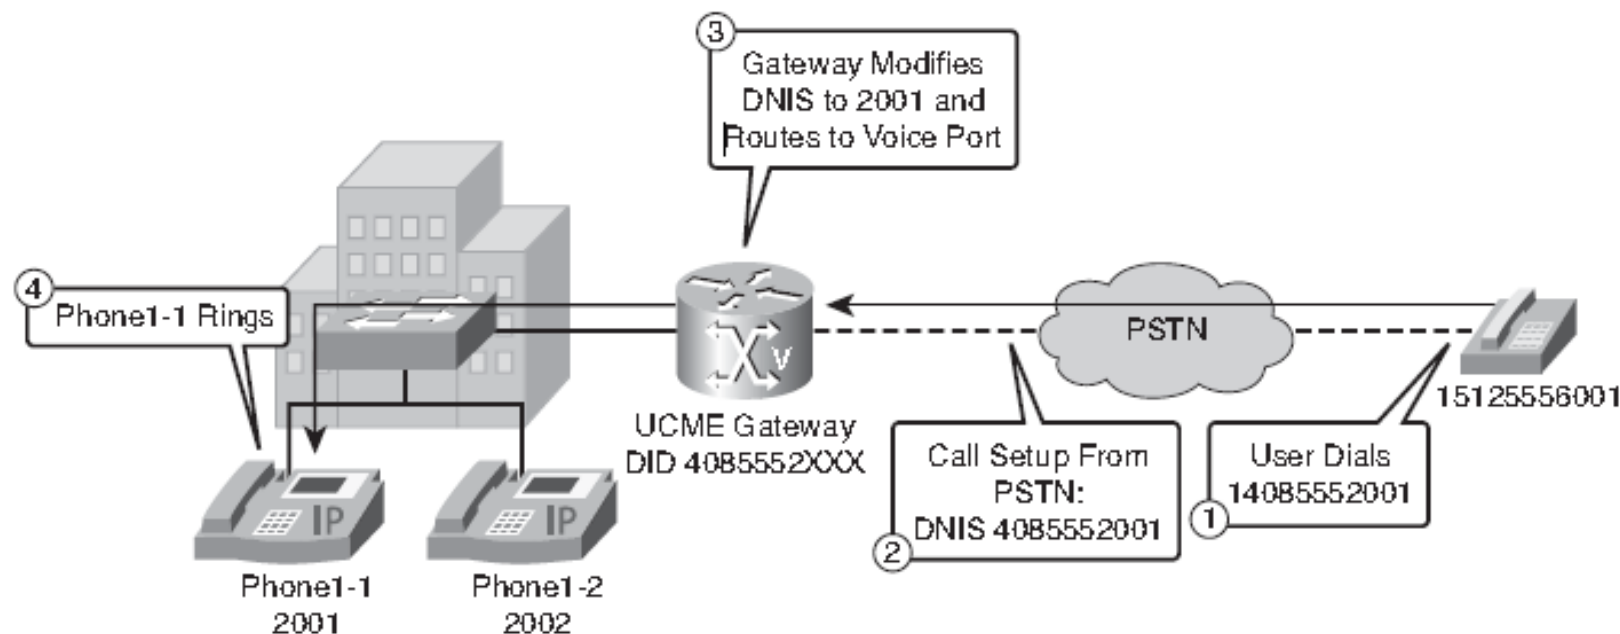 3
Gateway Modifies
DNIS to 2001 and
Routes to Voice Port
4
Phone1-1 Rings
PSTN
V
15125556001
UCME Gateway
DID 4085552XXX
Call Setup From
PSTN:
DNIS 4085552001
2
User Dials
14085552001
1
IP
IP
Phone1-1
2001
Phone1-2
2002